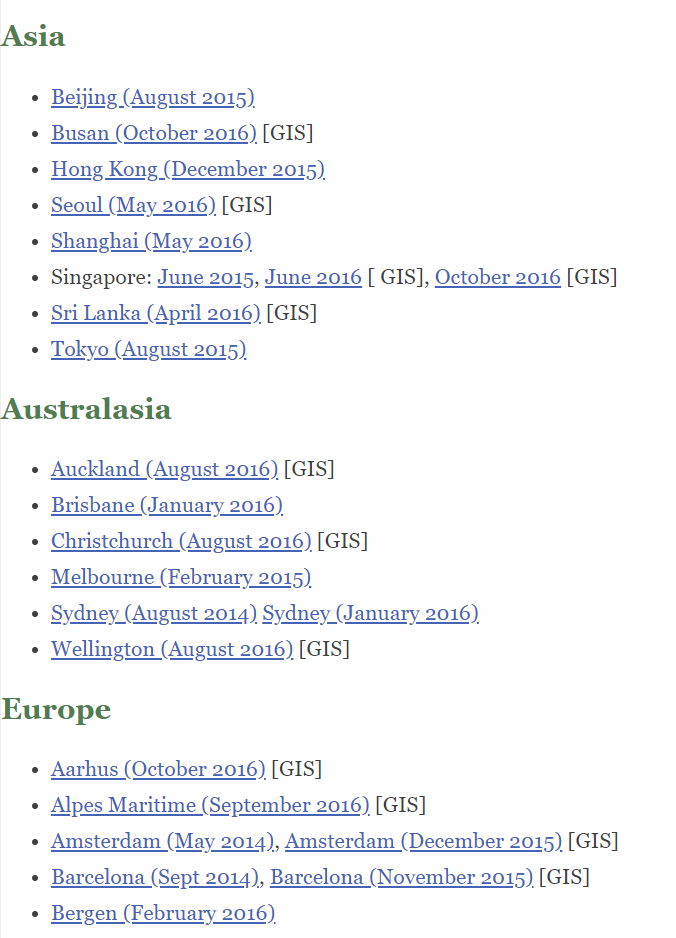 Asia
Beijing (August 2015)
Busan (October 2016) [GIS]
Hong Kong (December 2015)
Seoul (May 2016) [GIS]
Shanghai (May 2016)
Singapore: June 2015, June 2016 [ GIS], October 2016 [GIS]
Sri Lanka (April 2016) [GIS]
Tokyo (August 2015)
Australasia
Auckland (August 2016) [GIS]
Brisbane (January 2016)
Christchurch (August 2016) [GIS]
Melbourne (February 2015)
Sydney (August 2014) Sydney (January 2016)
Wellington (August 2016) [GIS]
Europe
Aarhus (October 2016) [GIS]
Alpes Maritime (September 2016) [GIS]
Amsterdam (May 2014), Amsterdam (December 2015) [GIS]
Barcelona (Sept 2014), Barcelona (November 2015) [GIS]
Bergen (February 2016)